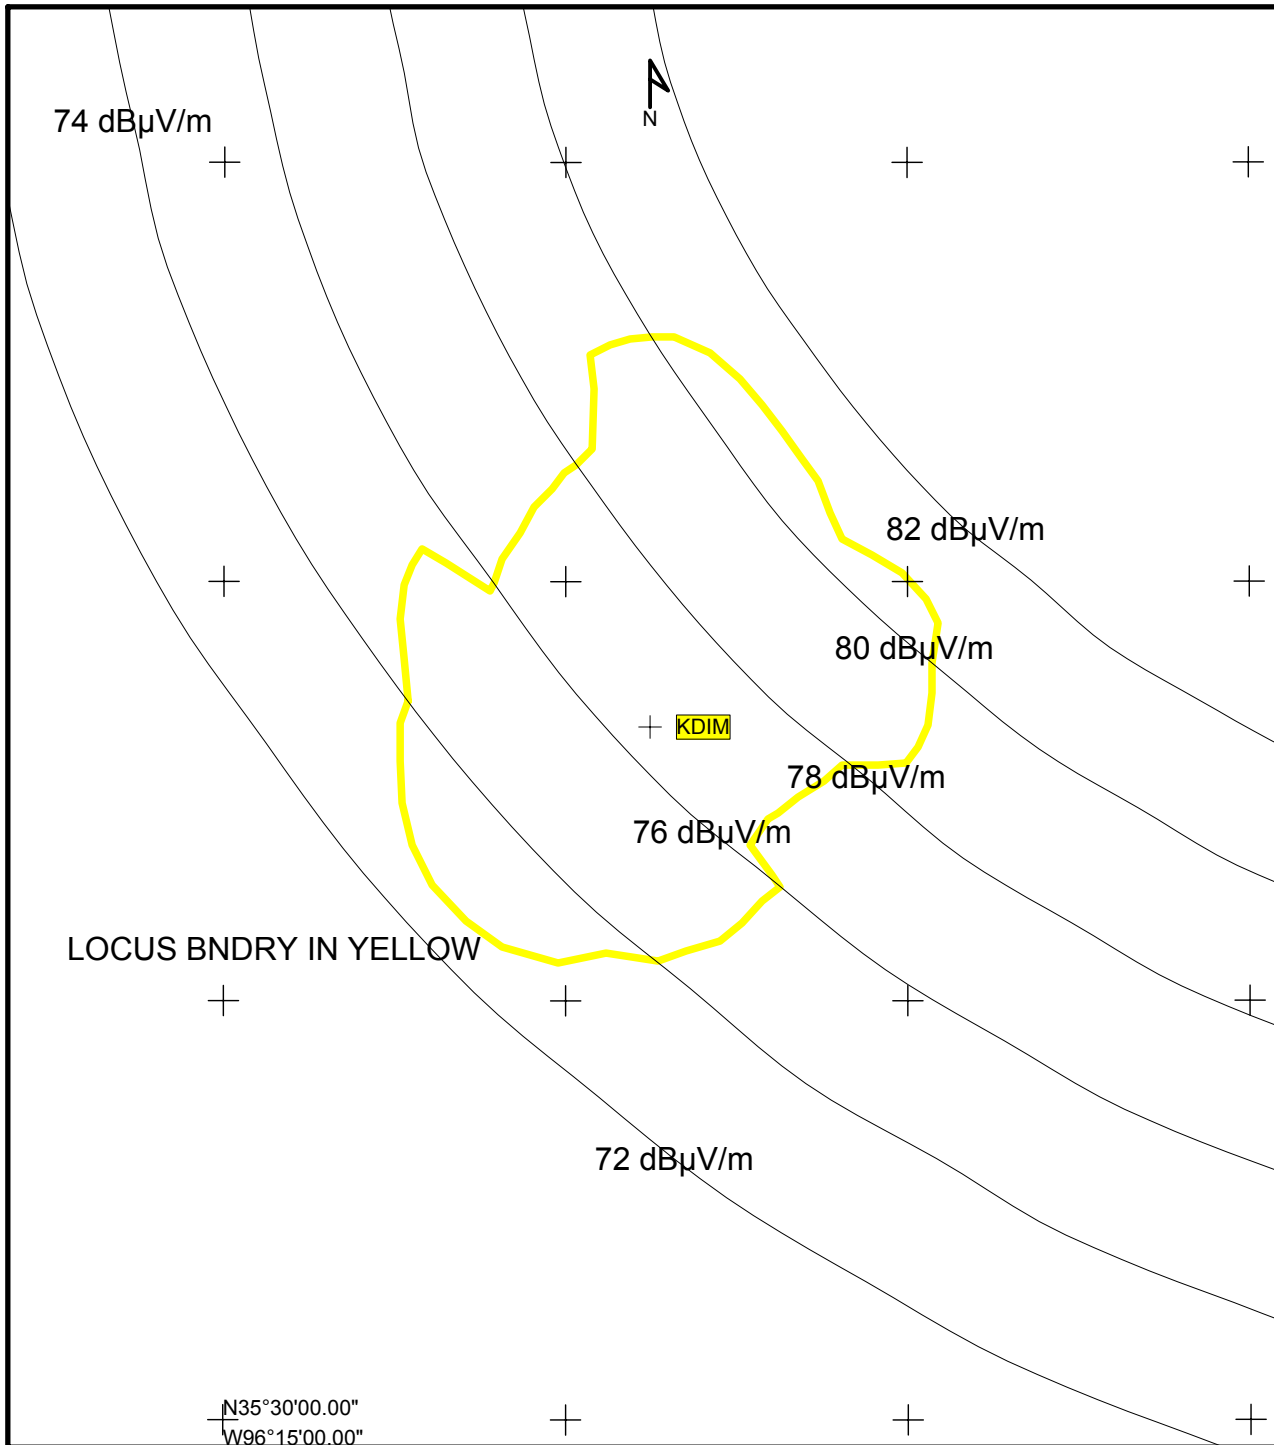 74 dBµV/m
N
82 dBµV/m
80 dBµV/m
KDIM
78 dBµV/m
76 dBµV/m
LOCUS BNDRY IN YELLOW
72 dBµV/m
N35°30'00.00"
W96°15'00.00"